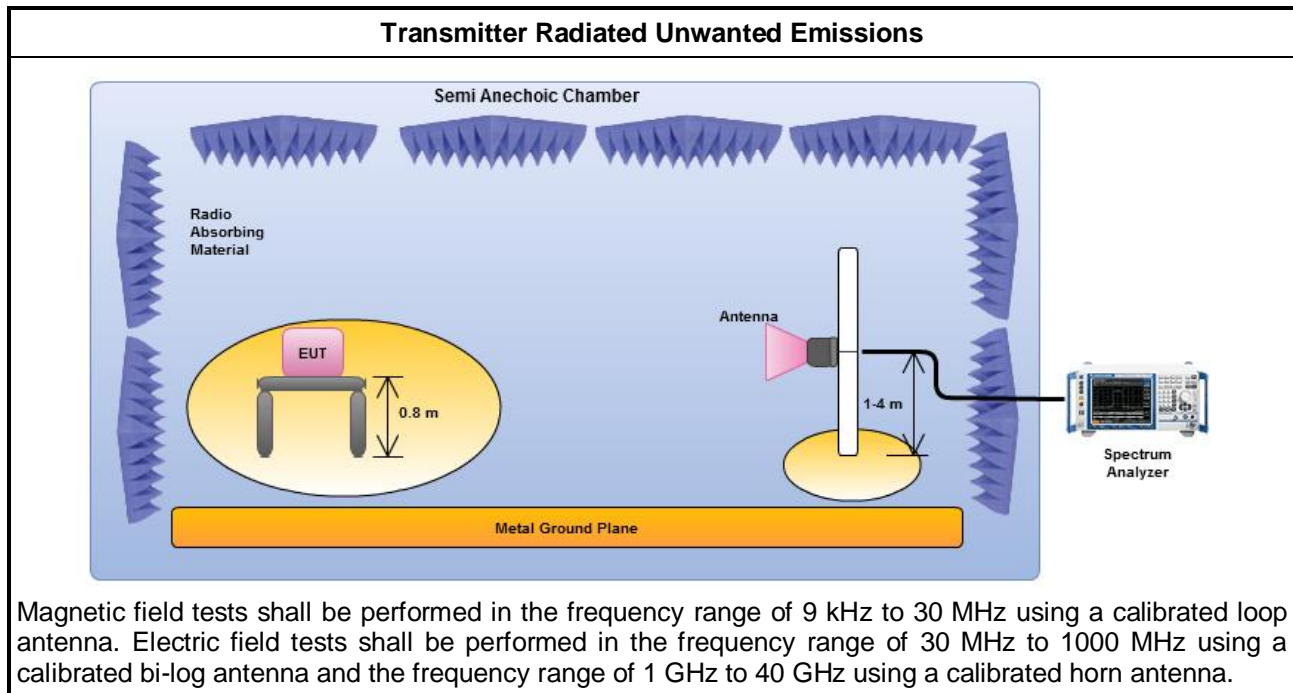 Transmitter Radiated Unwanted Emissions
Semi Anechoic Chamber
Radio
Absorbing
Material
Antenna
EUT
0.8 m
1-4 m
Spectrum
Analyzer
Metal Ground Plane
Magnetic field tests shall be performed in the frequency range of 9 kHz to 30 MHz using a calibrated loop
antenna. Electric field tests shall be performed in the frequency range of 30 MHz to 1000 MHz using a
calibrated bi-log antenna and the frequency range of 1 GHz to 40 GHz using a calibrated horn antenna.